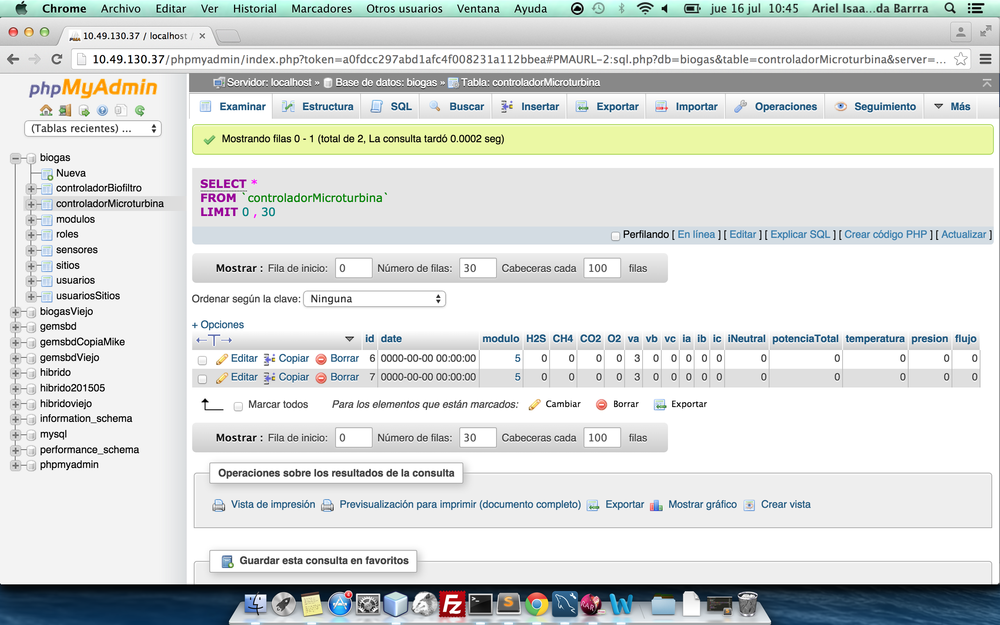 Chrome Archivo Editar Ver Historial Marcadores Otros usuarios Ventana Ayuda jue 16 jul 10:45 Ariel Isaa...da Barrra
PMA 10.49.130.37 / localhost /
10.49.130.37/phpmyadmin/index.php?token=a0fdcc297abd1afc4f008231a112bbea#PMAURL-2:sql.php?db=biogas&table=controladorMicroturbina&server=...
phpMyAdmin
(Tablas recientes) ...
biogas
Nueva
controladorBiofiltro
controladorMicroturbina
modulos
roles
sensores
sitios
usuarios
usuariosSitios
biogasViejo
gemsbd
gemsbdCopiaMike
gemsbdViejo
hibrido
hibrido201505
hibridoviejo
information_schema
mysql
performance_schema
phpmyadmin
Servidor: localhost » Base de datos: biogas » Tabla: controladorMicroturbina
Examinar Estructura SQL Buscar Insertar Exportar Importar Operaciones Seguimiento Más
Mostrando filas 0 - 1 (total de 2, La consulta tardó 0.0002 seg)
SELECT *
FROM `controladorMicroturbina`
LIMIT 0 , 30
Perfilando [ En línea ] [ Editar ] [ Explicar SQL ] [ Crear código PHP ] [ Actualizar ]
Mostrar : Fila de inicio: 0 Número de filas: 30 Cabeceras cada 100 filas
Ordenar según la clave: Ninguna
+ Opciones
←T→ id date modulo H2S CH4 CO2 O2 va vb vc ia ib ic iNeutral potenciaTotal temperatura presion flujo
Editar Copiar Borrar 6 0000-00-00 00:00:00 5 0 0 0 0 3 0 0 0 0 0 0 0 0 0 0
Editar Copiar Borrar 7 0000-00-00 00:00:00 5 0 0 0 0 3 0 0 0 0 0 0 0 0 0 0
Marcar todos Para los elementos que están marcados: Cambiar Borrar Exportar
Mostrar : Fila de inicio: 0 Número de filas: 30 Cabeceras cada 100 filas
Operaciones sobre los resultados de la consulta
Vista de impresión Previsualización para imprimir (documento completo) Exportar Mostrar gráfico Crear vista
Guardar esta consulta en favoritos
4
Fz
S
RAR
Free
W
S